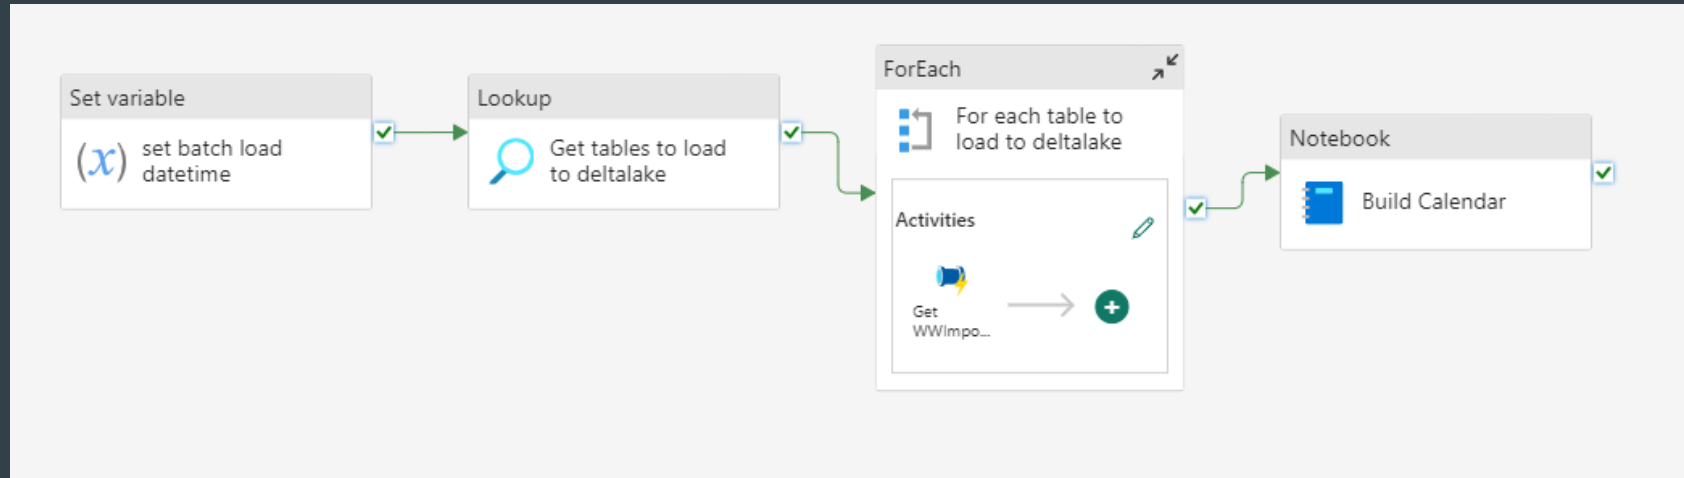 Set variable
(x) set batch load
datetime
Lookup
Get tables to load
to deltalake
ForEach
For each table to
load to deltalake
Activities
Get
WWImpo...
Notebook
Build Calendar